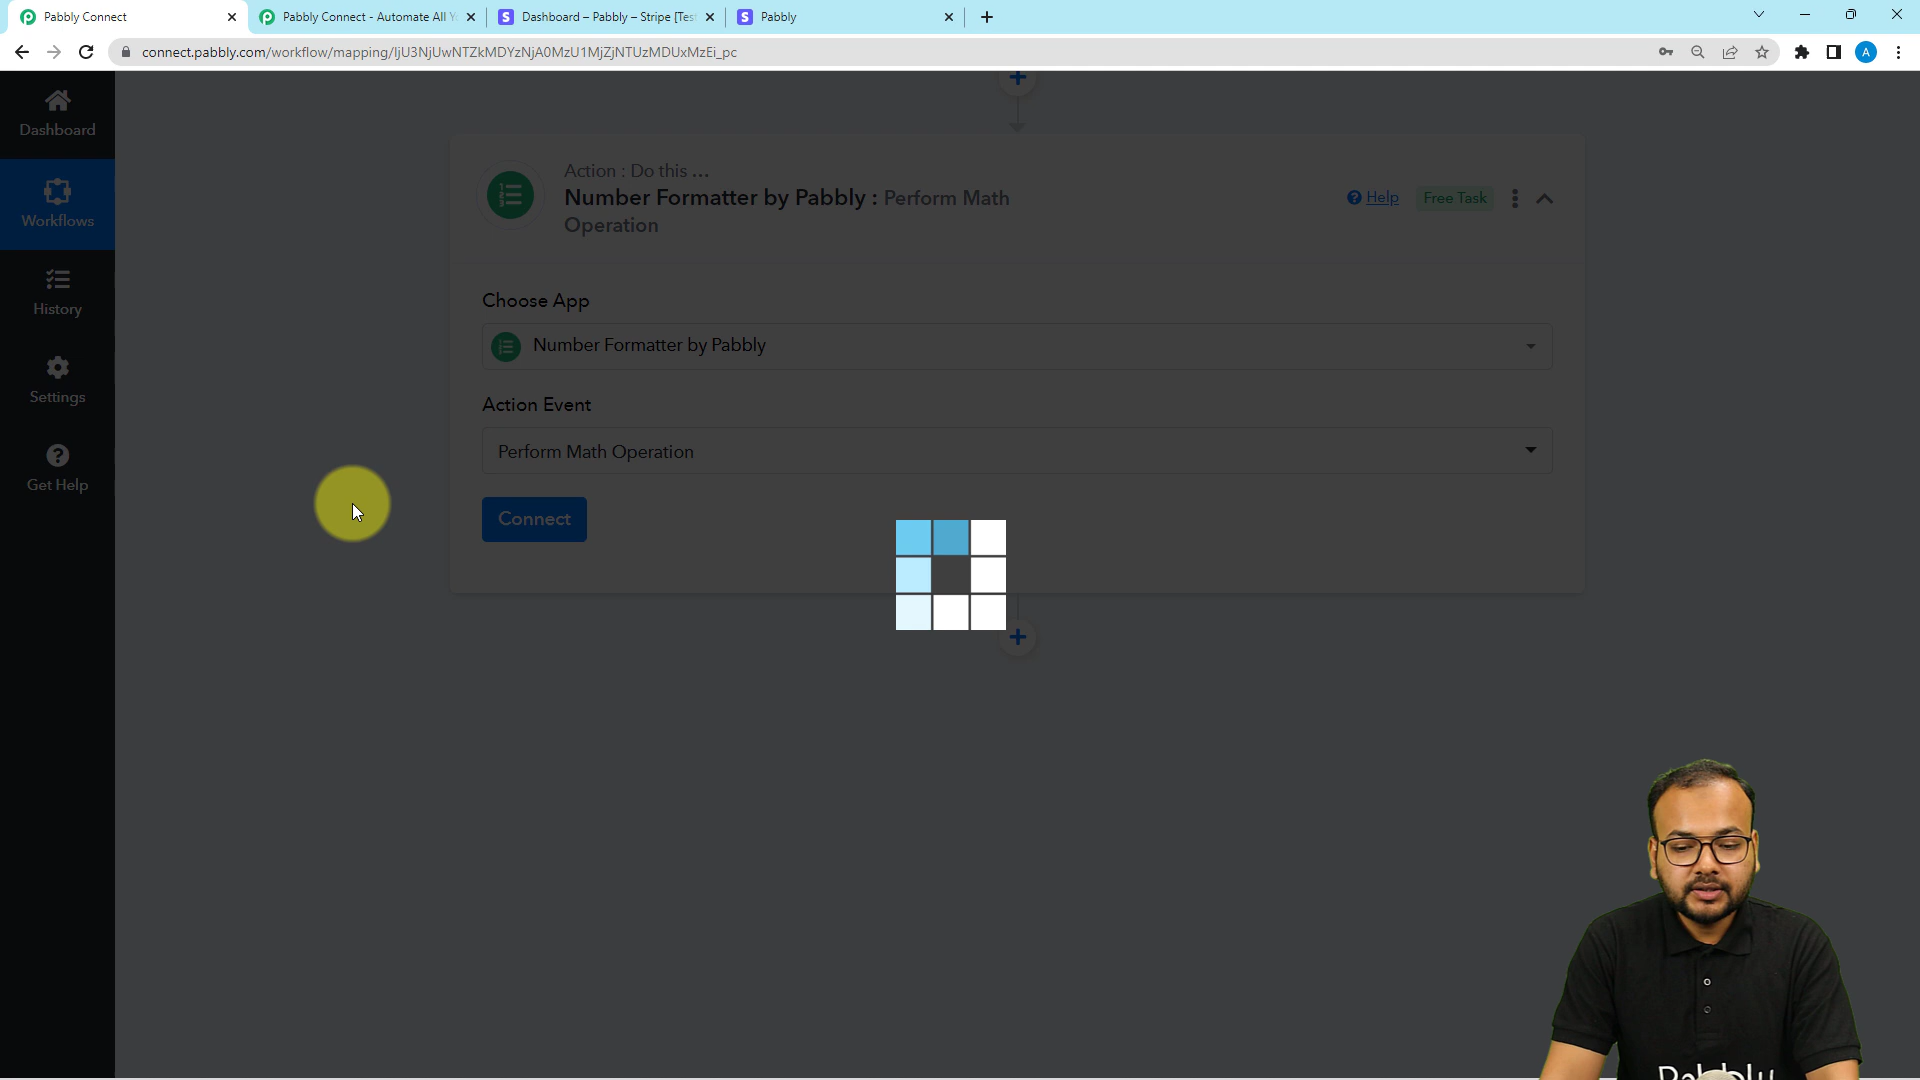 Pabbly Connect
Pabbly Connect - Automate All Y
Dashboard – Pabbly – Stripe [Tes
Pabbly
connect.pabbly.com/workflow/mapping/IjU3NjUwNTZkMDYzNjA0MzU1MjZjNTUzMDUxMzEi_pc
A
Dashboard
Workflows
History
Settings
Get Help
Action : Do this ...
Number Formatter by Pabbly : Perform Math
Operation
Help
Free Task
Choose App
Number Formatter by Pabbly
Action Event
Perform Math Operation
Connect
Pabbly